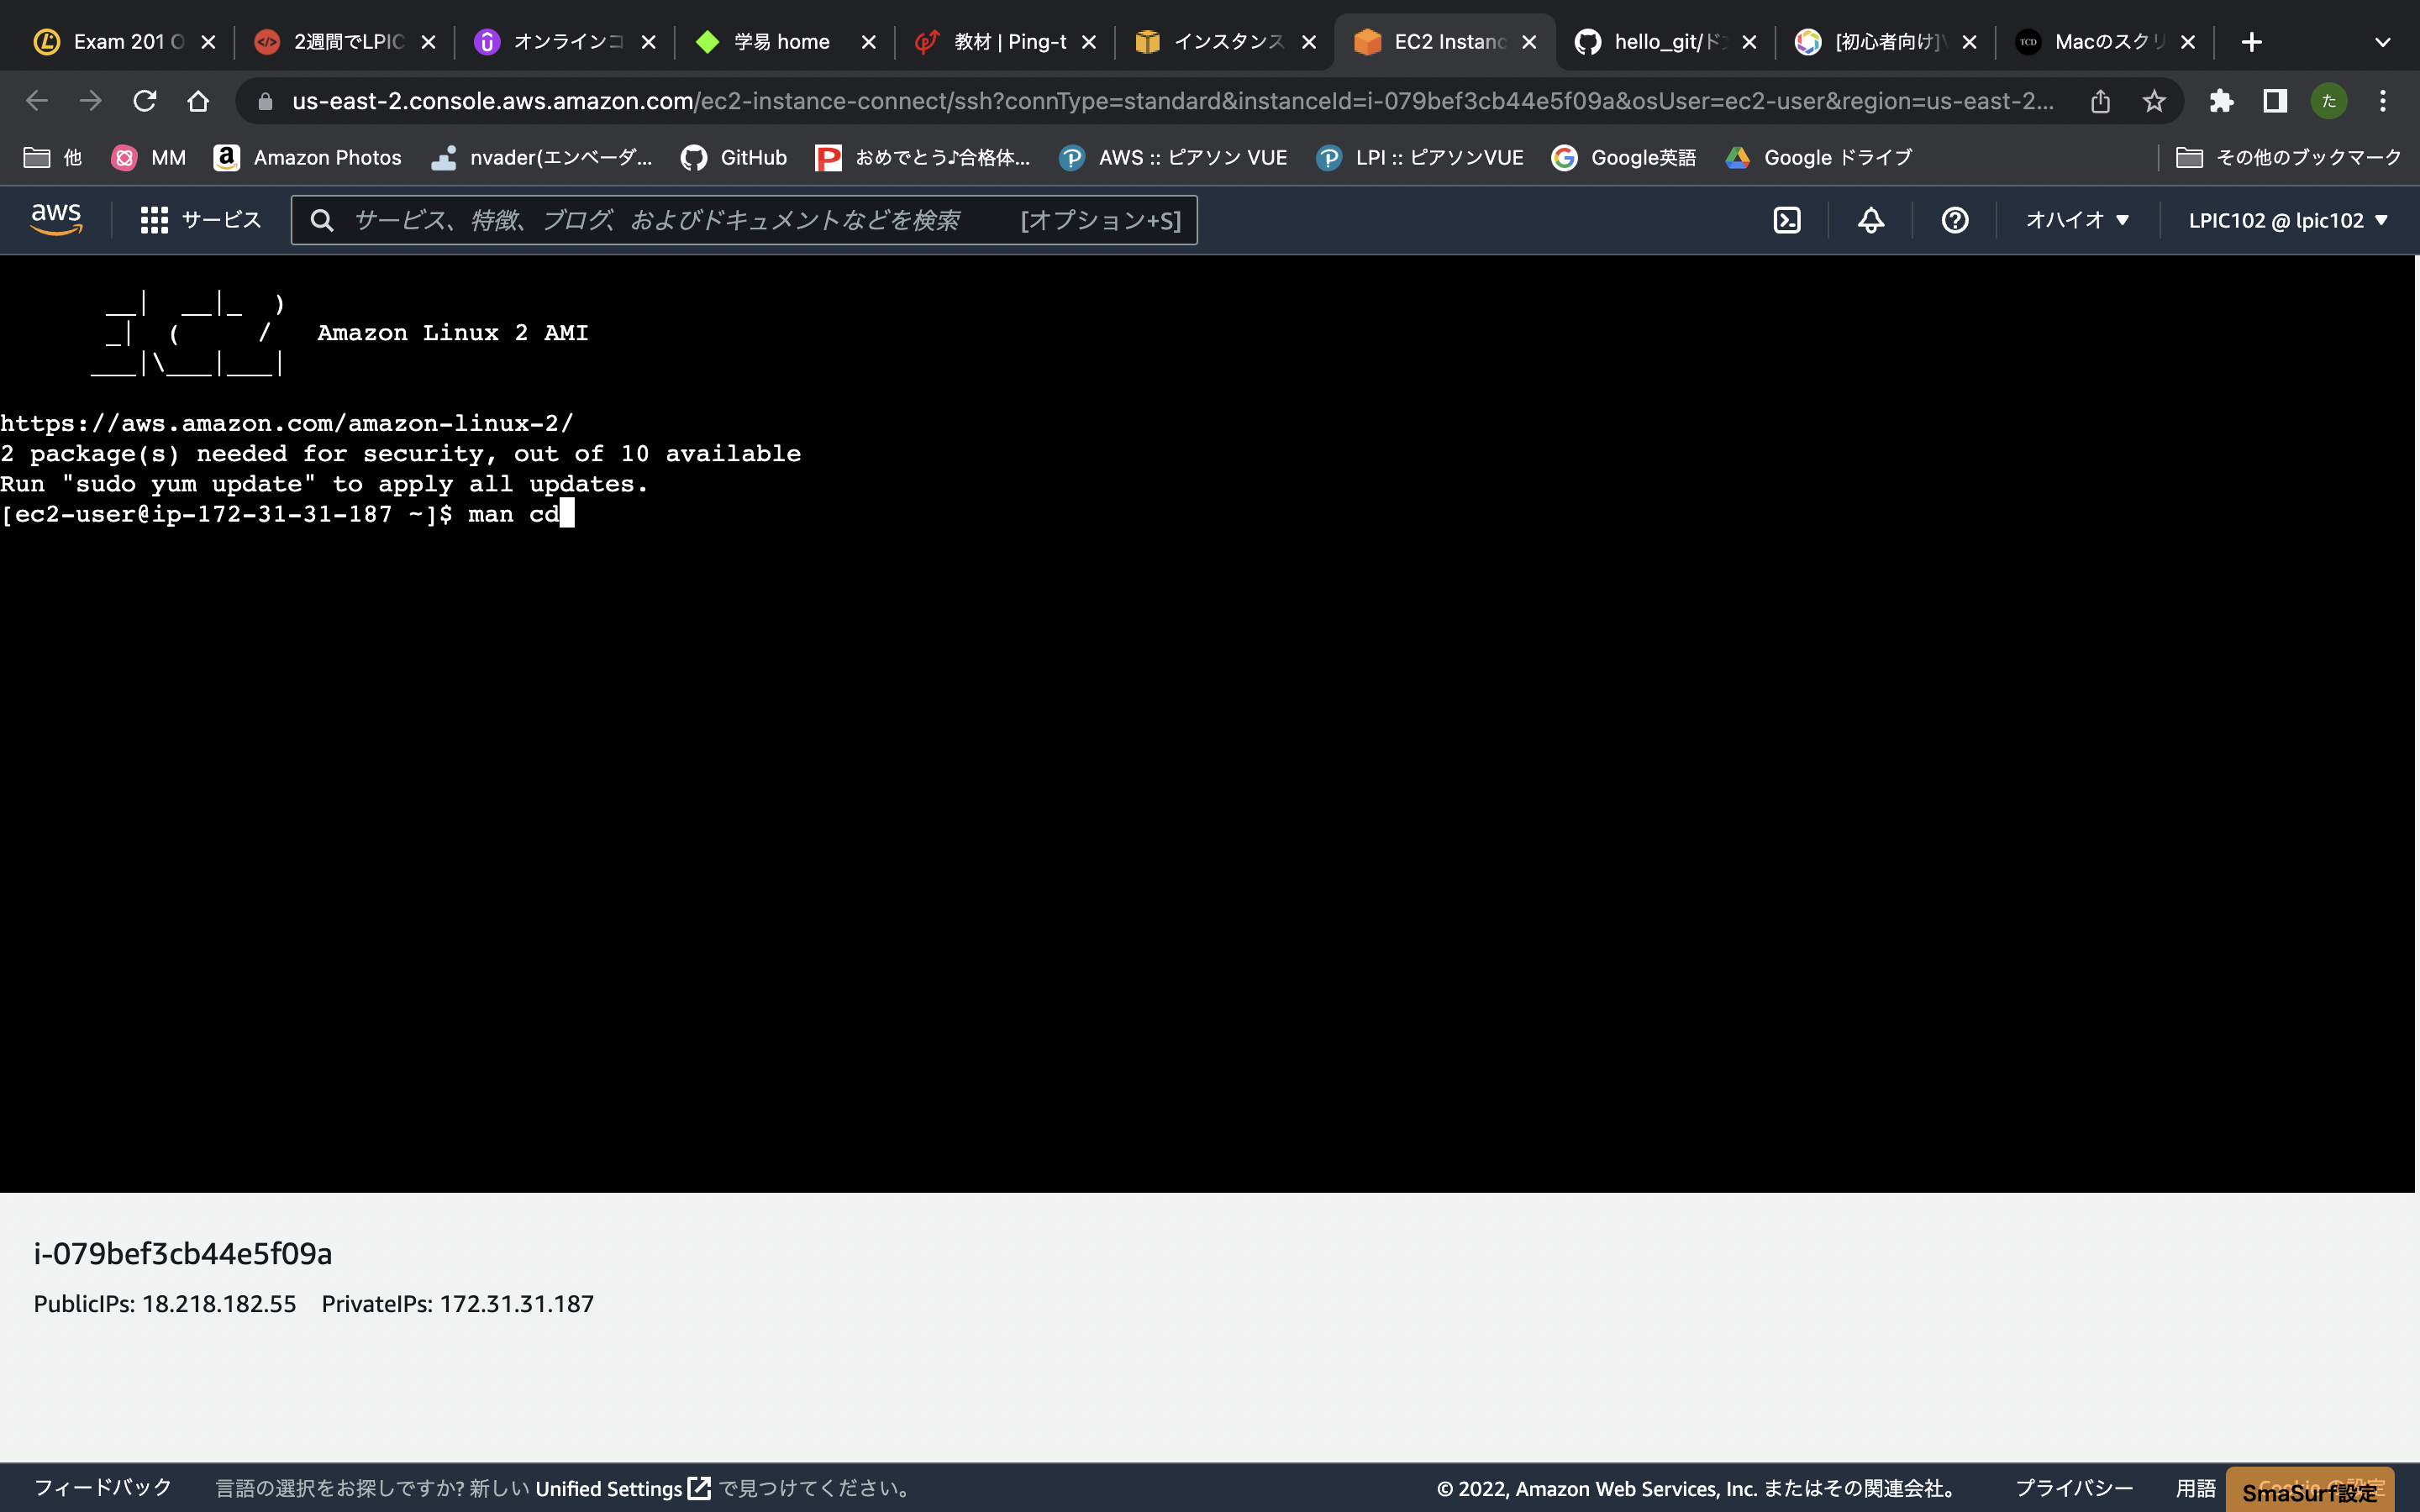 Exam 201 O
2週間でLPIC
オンラインコ
学易 home
教材 | Ping-t
インスタンス
EC2 Instanc
hello_git/ド
[初心者向け]
Macのスクリ
us-east-2.console.aws.amazon.com/ec2-instance-connect/ssh?connType=standard&instanceId=i-079bef3cb44e5f09a&osUser=ec2-user&region=us-east-2...
た
他
MM
Amazon Photos
nvader(エンベーダ...
GitHub
おめでとう♪合格体...
AWS :: ピアソン VUE
LPI :: ピアソンVUE
Google英語
Google ドライブ
その他のブックマーク
aws
サービス
サービス、特徴、ブログ、およびドキュメントなどを検索
[オプション+S]
オハイオ ▼
LPIC102 @ lpic102 ▼
__|  __|_  )
_|  (     /   Amazon Linux 2 AMI
___|\___|___|
https://aws.amazon.com/amazon-linux-2/
2 package(s) needed for security, out of 10 available
Run "sudo yum update" to apply all updates.
[ec2-user@ip-172-31-31-187 ~]$ man cd
i-079bef3cb44e5f09a
PublicIPs: 18.218.182.55 PrivateIPs: 172.31.31.187
フィードバック
言語の選択をお探しですか? 新しい Unified Settings で見つけてください。
© 2022, Amazon Web Services, Inc. またはその関連会社。
プライバシー
用語
SmaSurf設定